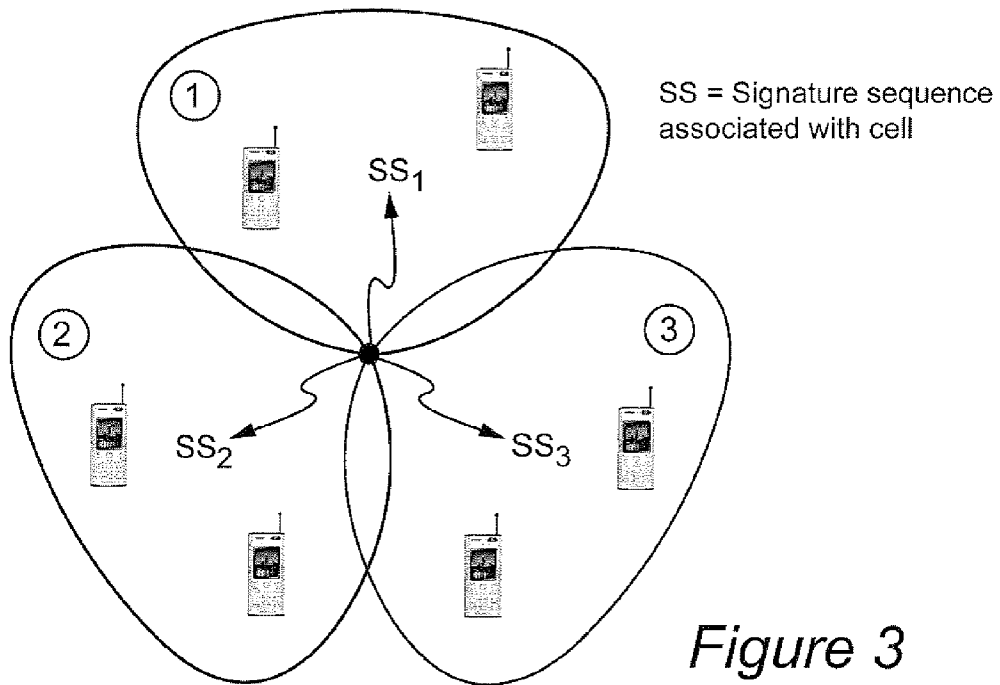 1
SS = Signature sequence
associated with cell
SS1
2
3
SS2
SS3
Figure 3